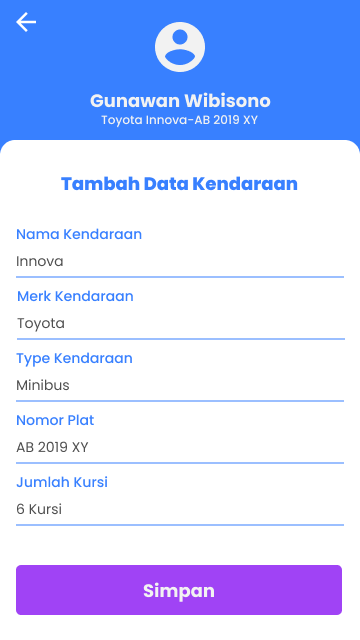 Gunawan Wibisono
Toyota Innova-AB 2019 XY
Tambah Data Kendaraan
Nama Kendaraan
Innova
Merk Kendaraan
Toyota
Type Kendaraan
Minibus
Nomor Plat
AB 2019 XY
Jumlah Kursi
6 Kursi
Simpan